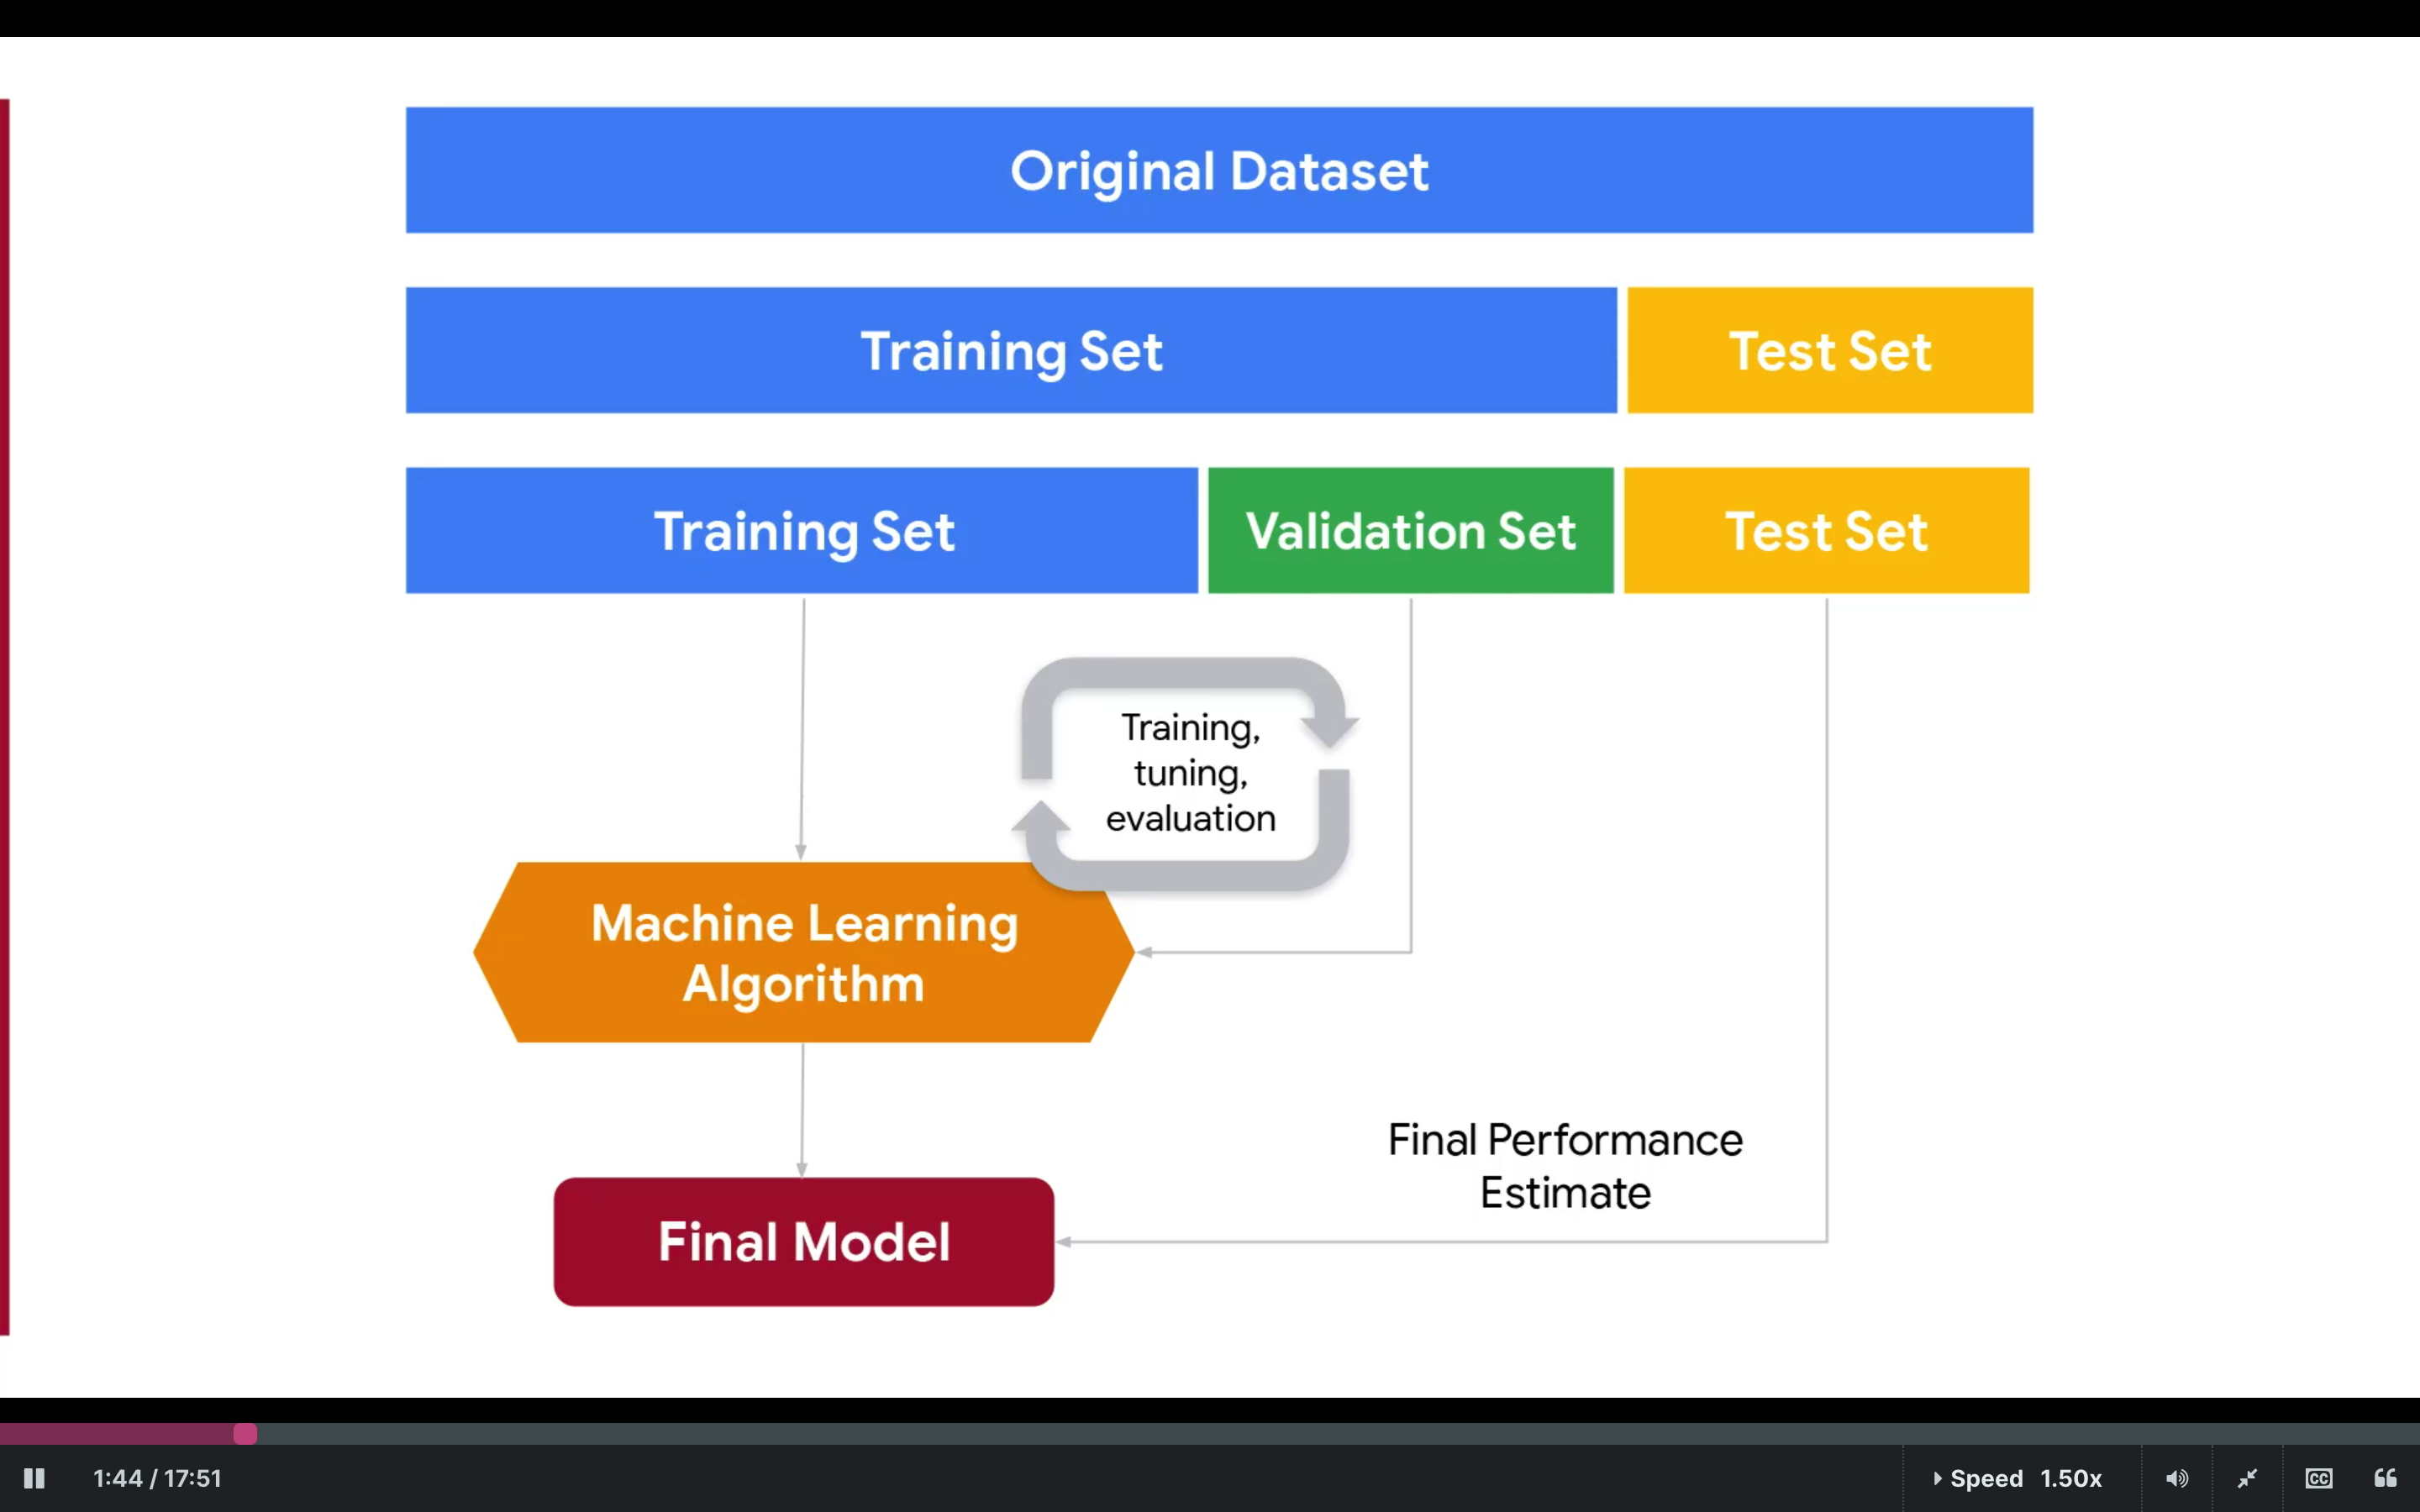 Original Dataset
Training Set
Test Set
Training Set
Validation Set
Test Set
Training,
tuning,
evaluation
Machine Learning
Algorithm
Final Performance
Estimate
Final Model
1:44 / 17:51
Speed 1.50x
CC